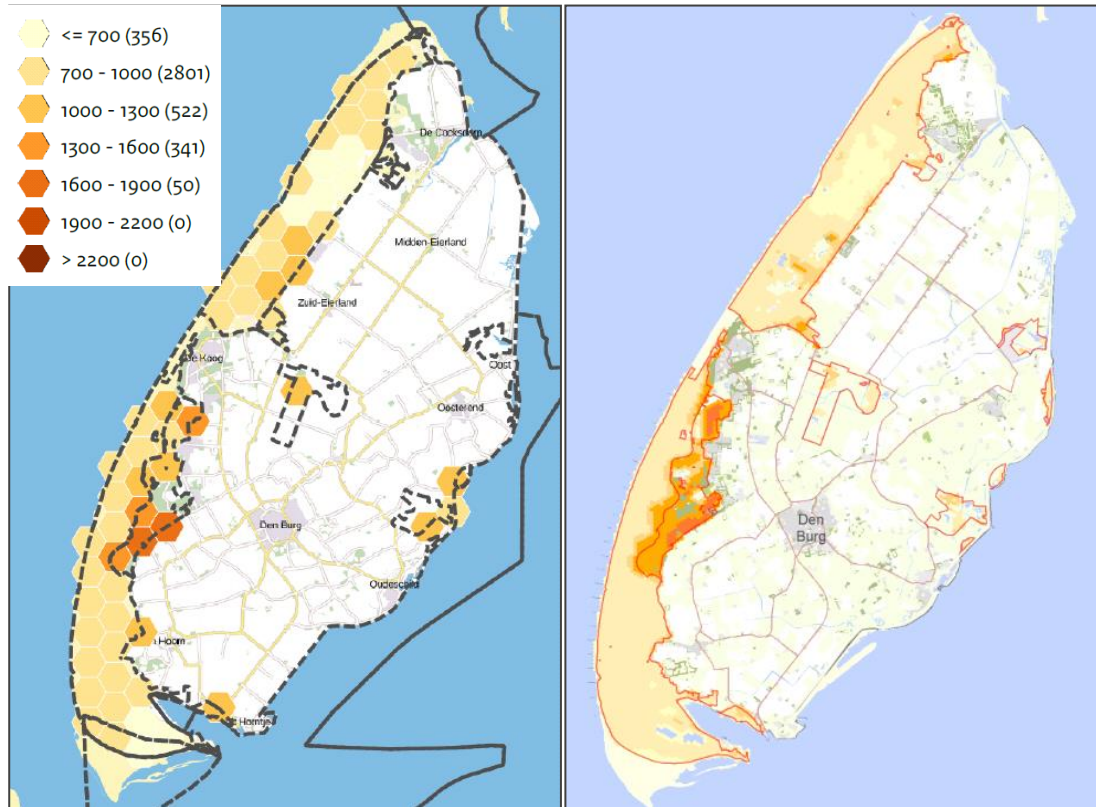 <= 700 (356)
700 - 1000 (2801)
1000 - 1300 (522)
1300 - 1600 (341)
1600 - 1900 (50)
1900 - 2200 (0)
> 2200 (0)
De Cocksdorp
Midden-Eierland
Zuid-Eierland
de Koog
Oost
Oosterend
Den Burg
Oudeschild
Hoorn
't Horntje
Den
Burg